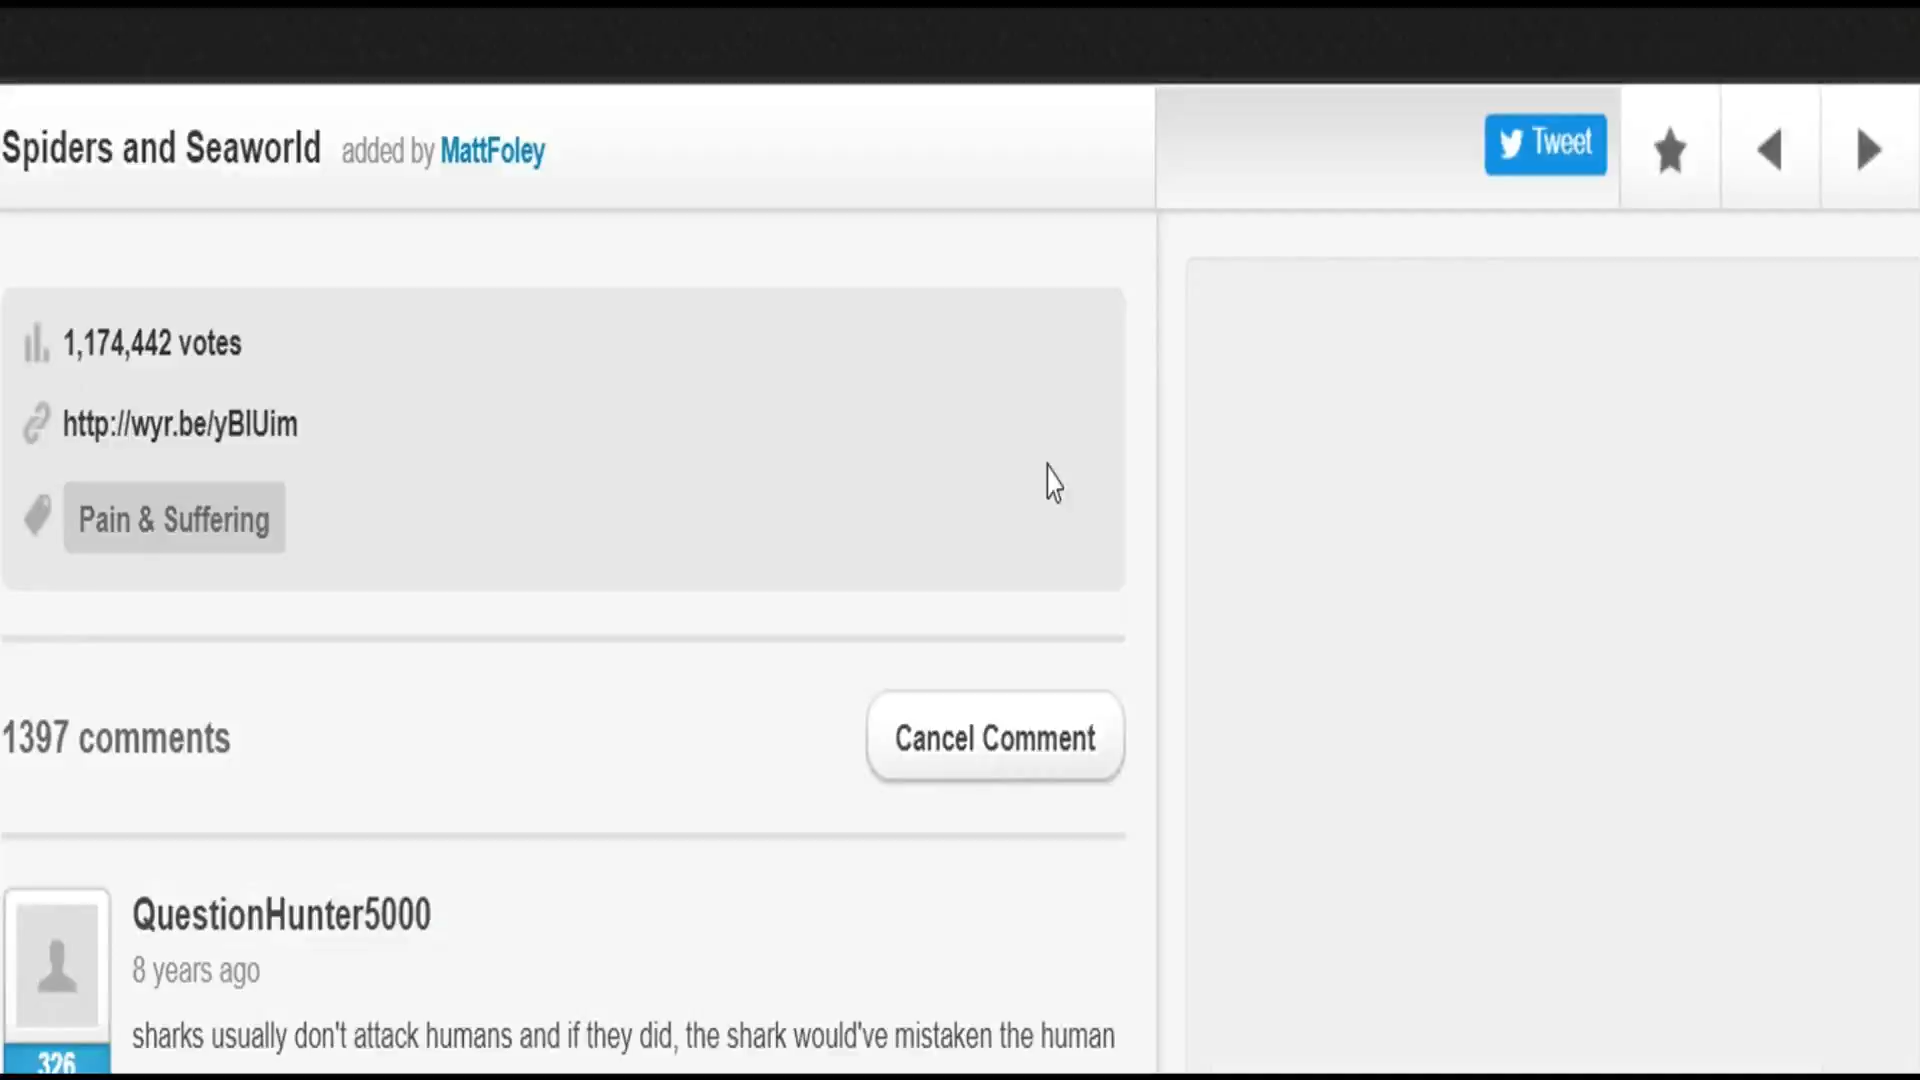 Spiders and Seaworld added by MattFoley
Tweet
1,174,442 votes
http://wyr.be/yBlUim
Pain & Suffering
1397 comments
Cancel Comment
QuestionHunter5000
8 years ago
sharks usually don't attack humans and if they did, the shark would've mistaken the human
326